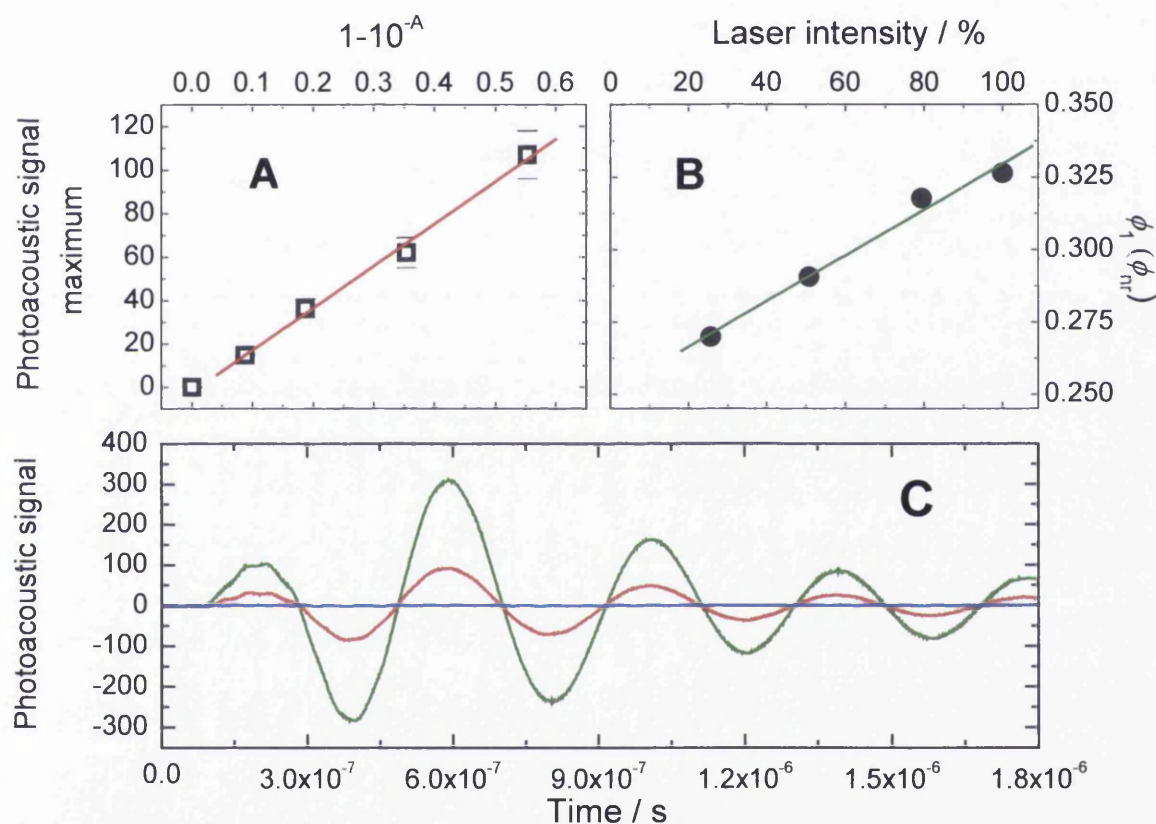 1-10^-A
Laser intensity / %
0.0 0.1 0.2 0.3 0.4 0.5 0.6
0 20 40 60 80 100
Photoacoustic signal
maximum
120
100
80
60
40
20
0
A
B
0.350
0.325
0.300
0.275
0.250
ϕ₁ (ϕₙᵣ)
Photoacoustic signal
400
300
200
100
0
-100
-200
-300
C
0.0 3.0x10⁻⁷ 6.0x10⁻⁷ 9.0x10⁻⁷ 1.2x10⁻⁶ 1.5x10⁻⁶ 1.8x10⁻⁶
Time / s